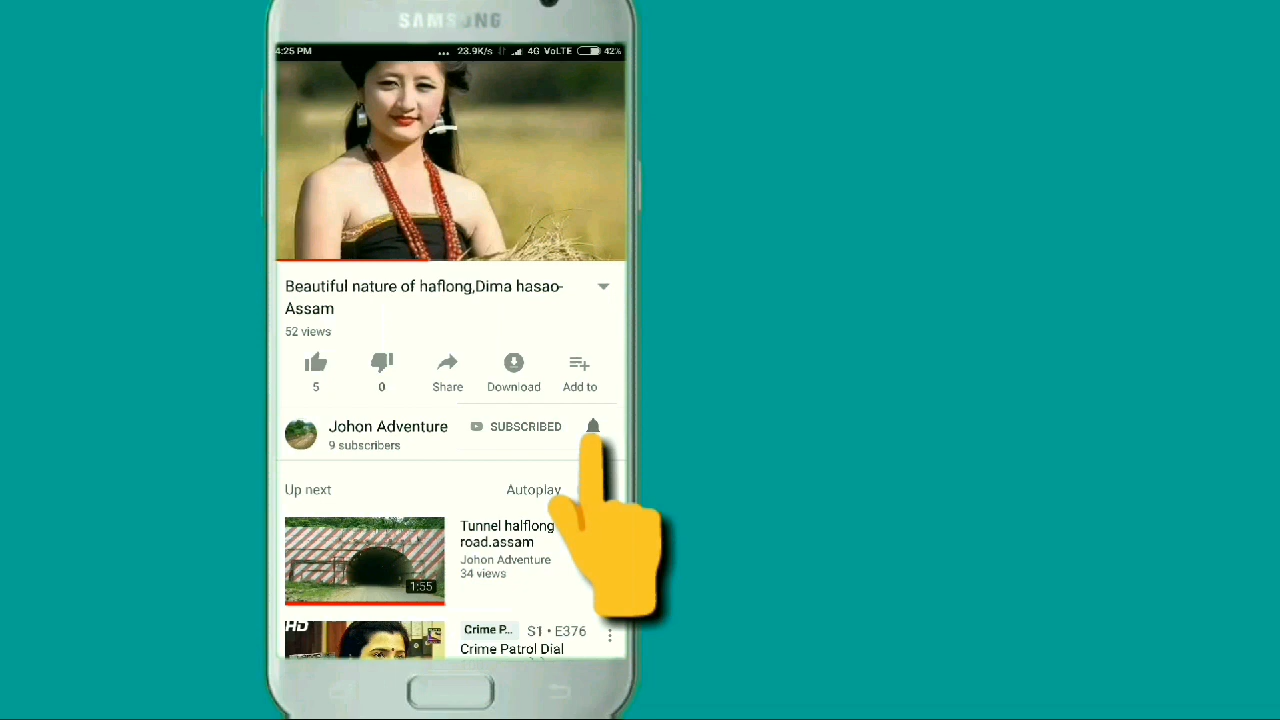 SAMSUNG
4:25 PM ... 23.9K/s 4G VoLTE 42%
Beautiful nature of haflong,Dima hasao-
Assam
52 views
5 0 Share Download Add to
Johon Adventure SUBSCRIBED
9 subscribers
Up next Autoplay
Tunnel halflong
road.assam
Johon Adventure
34 views
1:55
HD
Crime P... S1 • E376
Crime Patrol Dial